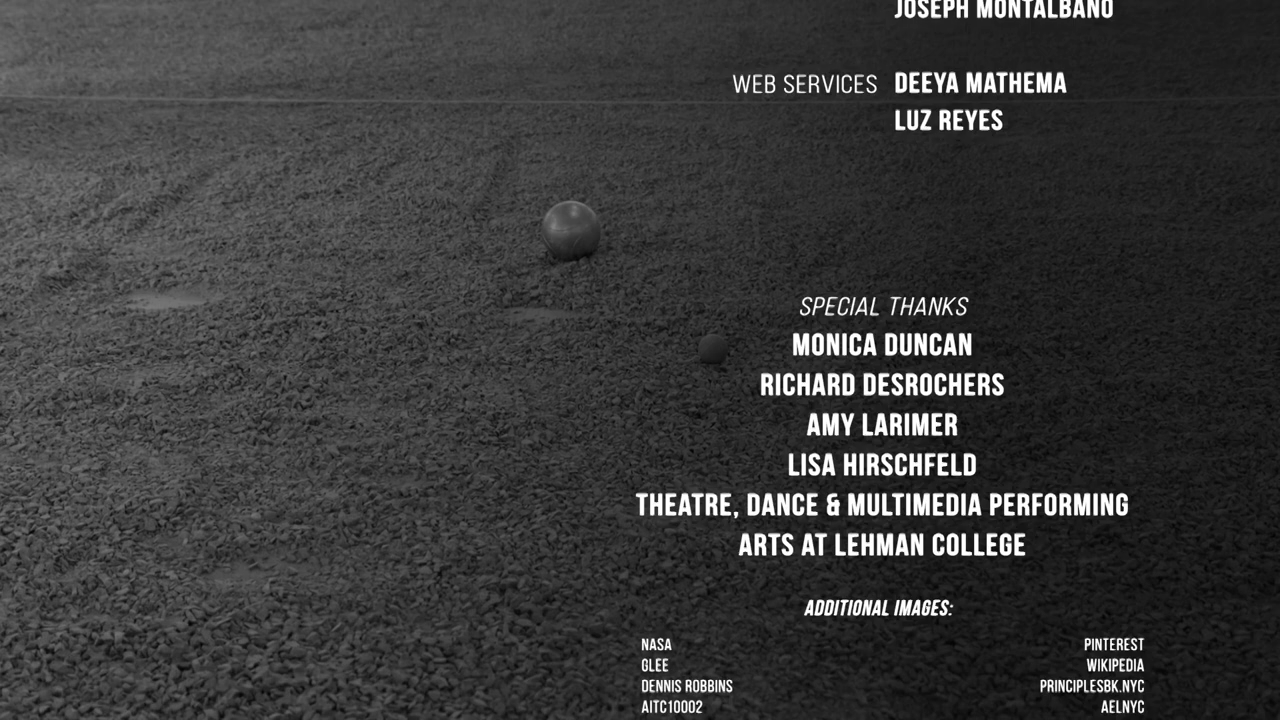 JOSEPH MONTALBANO
WEB SERVICES DEEYA MATHEMA
LUZ REYES
SPECIAL THANKS
MONICA DUNCAN
RICHARD DESROCHERS
AMY LARIMER
LISA HIRSCHFELD
THEATRE, DANCE & MULTIMEDIA PERFORMING
ARTS AT LEHMAN COLLEGE
ADDITIONAL IMAGES:
NASA PINTEREST
GLEE WIKIPEDIA
DENNIS ROBBINS PRINCIPLESBK.NYC
AITC10002 AELNYC